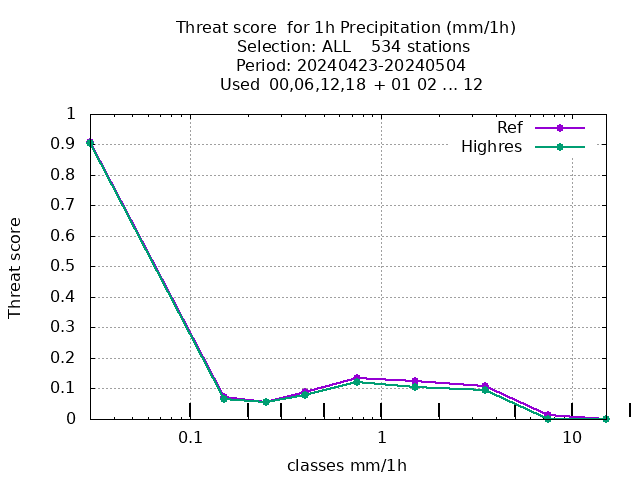 Threat score  for 1h Precipitation (mm/1h)
Selection: ALL    534 stations
Period: 20240423-20240504
Used  00,06,12,18  + 01 02 ... 12
Ref
Highres
1
0.9
0.8
0.7
0.6
0.5
0.4
0.3
0.2
0.1
0
Threat score
0.1 1 10
classes mm/1h